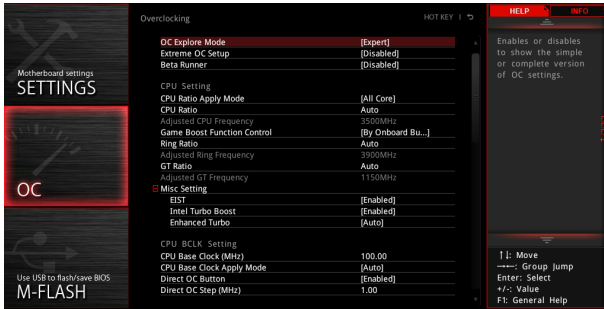 Overclocking
HOT KEY |
HELP
INFO
Motherboard settings
SETTINGS
OC
Use USB to flash/save BIOS
M-FLASH
OC Explore Mode [Expert]
Extreme OC Setup [Disabled]
Beta Runner [Disabled]
CPU Setting
CPU Ratio Apply Mode [All Core]
CPU Ratio Auto
Adjusted CPU Frequency 3500MHz
Game Boost Function Control [By Onboard Bu...]
Ring Ratio Auto
Adjusted Ring Frequency 3900MHz
GT Ratio Auto
Adjusted GT Frequency 1150MHz
Misc Setting
EIST [Enabled]
Intel Turbo Boost [Enabled]
Enhanced Turbo [Auto]
CPU BCLK Setting
CPU Base Clock (MHz) 100.00
CPU Base Clock Apply Mode [Auto]
Direct OC Button [Enabled]
Direct OC Step (MHz) 1.00
Enables or disables
to show the simple
or complete version
of OC settings.
↑↓: Move
→←: Group Jump
Enter: Select
+/-: Value
F1: General Help